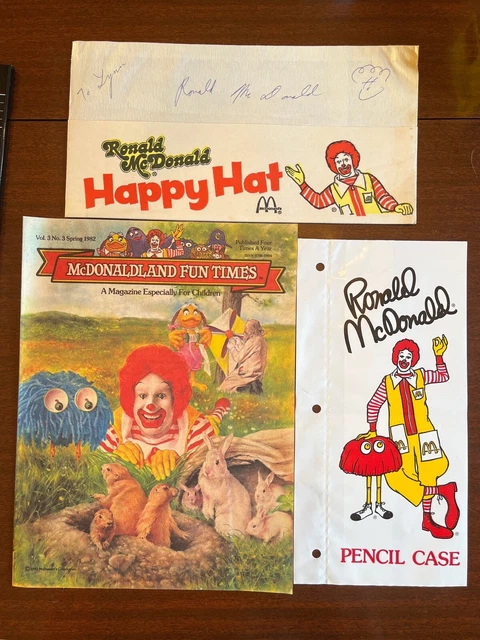 To Lynn
Ronald McDonald
Ronald
McDonald
Happy Hat
Vol. 3 No. 3 Spring 1982
Published Four
Times A Year
McDONALDLAND FUN TIMES
A Magazine Especially For Children
Ronald
McDonald
PENCIL CASE